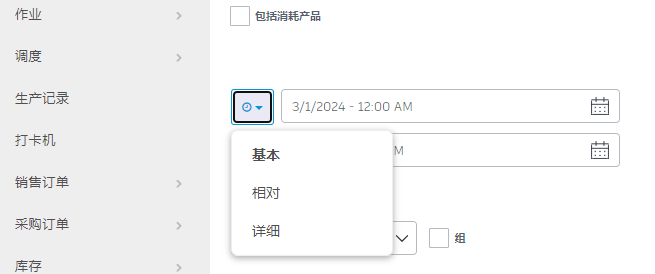 作业
调度
生产记录
打卡机
销售订单
采购订单
库存
包括消耗产品
3/1/2024 - 12:00 AM
M
基本
相对
详细
组